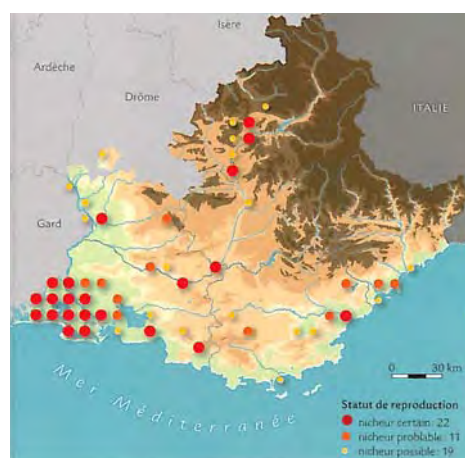 Isère
Ardèche
Drôme
ITALIE
Gard
Mer Méditerranée
0 30 km
Statut de reproduction
nicheur certain : 22
nicheur problable : 11
nicheur possible : 19